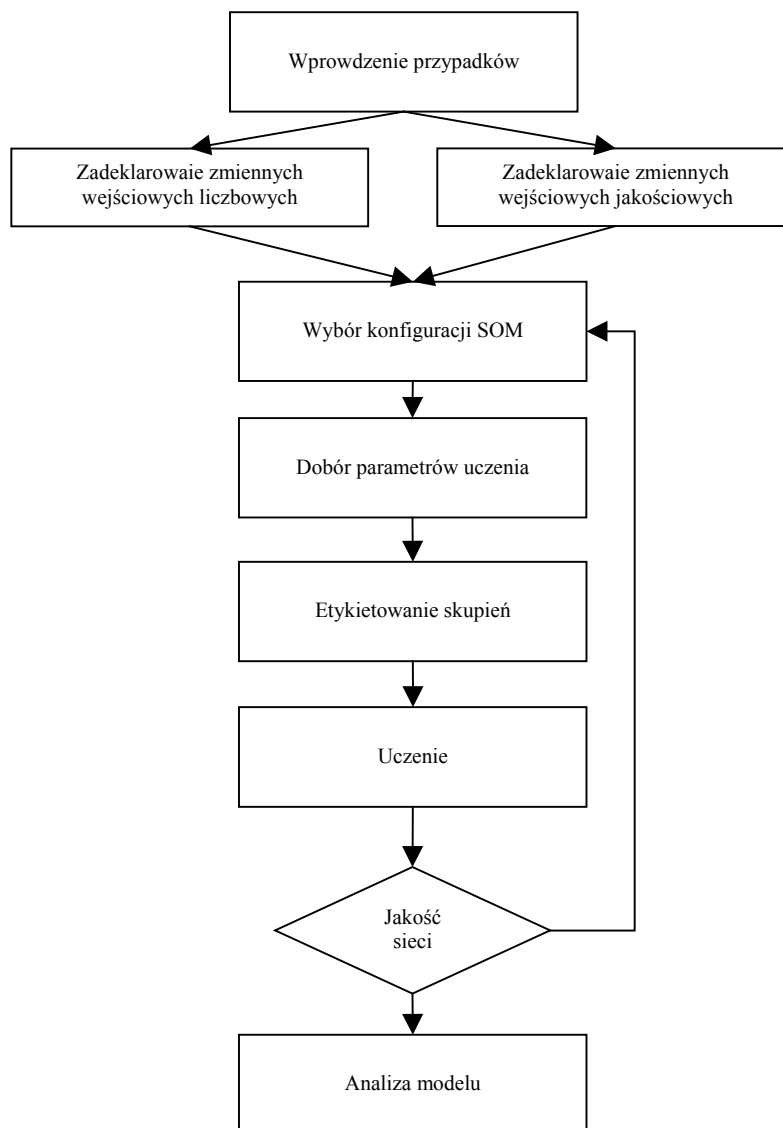 Wprowdzenie przypadków
Zadeklarowaie zmiennych
wejściowych liczbowych
Zadeklarowaie zmiennych
wejściowych jakościowych
Wybór konfiguracji SOM
Dobór parametrów uczenia
Etykietowanie skupień
Uczenie
Jakość
sieci
Analiza modelu